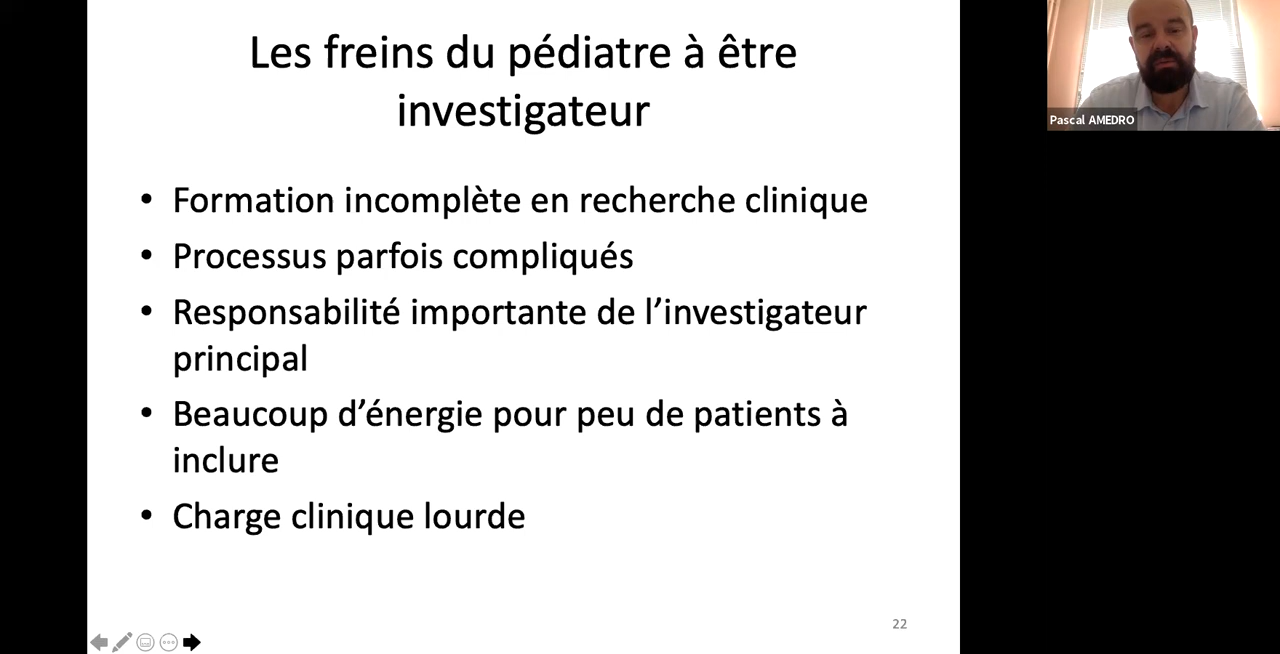 Les freins du pédiatre à être
investigateur
• Formation incomplète en recherche clinique
• Processus parfois compliqués
• Responsabilité importante de l’investigateur
principal
• Beaucoup d’énergie pour peu de patients à
inclure
• Charge clinique lourde
22
Pascal AMEDRO